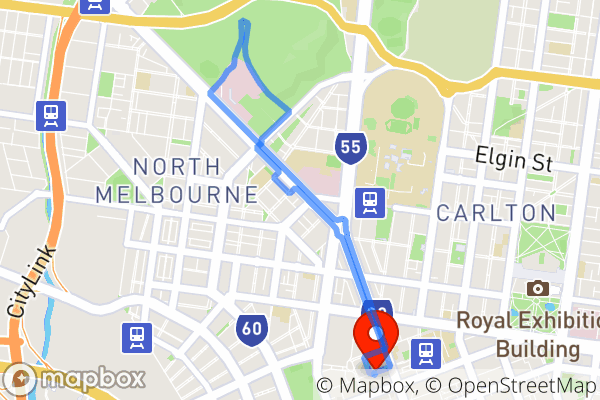 55
Elgin St
NORTH
MELBOURNE
CARLTON
CityLink
60
Royal Exhibition
Building
mapbox
© Mapbox, © OpenStreetMap